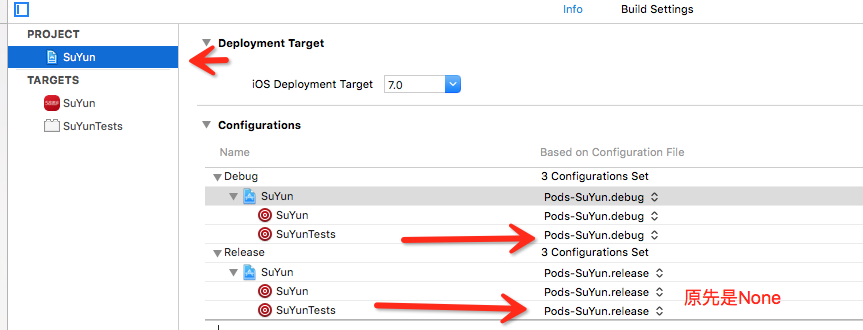 Info Build Settings
PROJECT
SuYun
TARGETS
SuYun
SuYunTests
Deployment Target
iOS Deployment Target 7.0
Configurations
Name Based on Configuration File
Debug 3 Configurations Set
SuYun Pods-SuYun.debug
SuYun Pods-SuYun.debug
SuYunTests Pods-SuYun.debug
Release 3 Configurations Set
SuYun Pods-SuYun.release
SuYun Pods-SuYun.release
SuYunTests Pods-SuYun.release
原先是None